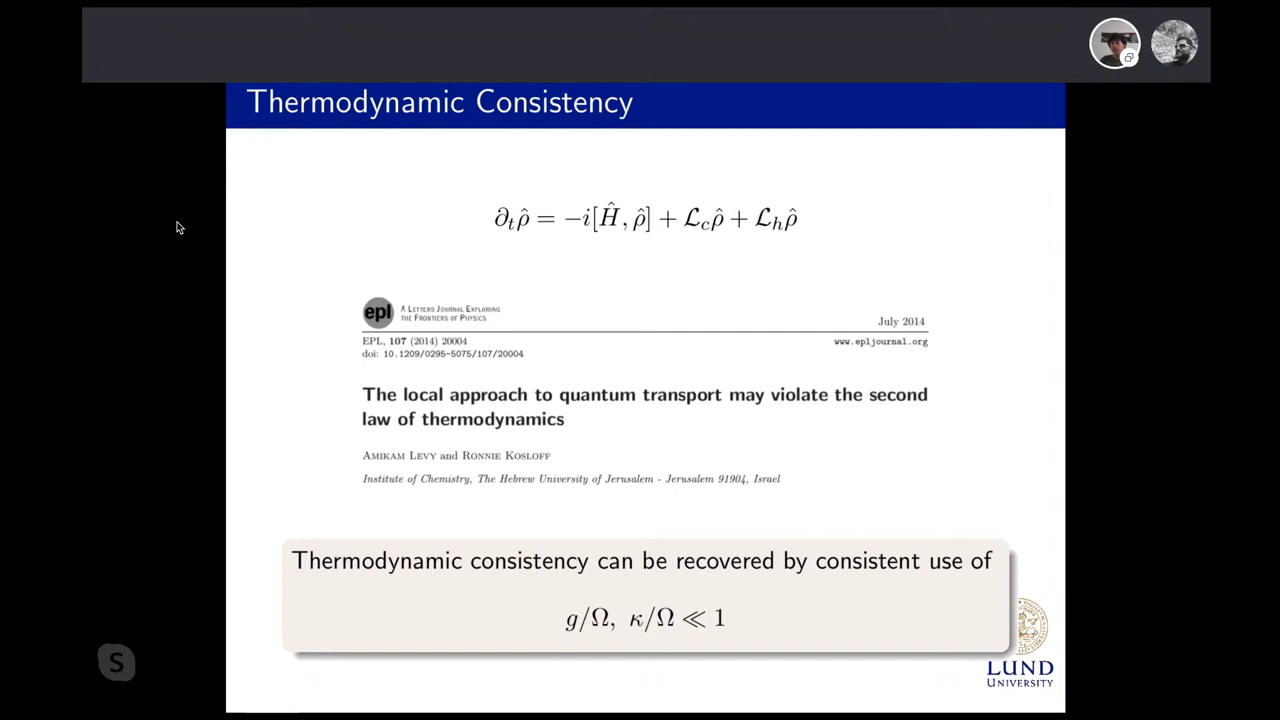 Thermodynamic Consistency
∂ₜρ̂ = −i[Ĥ, ρ̂] + ℒ_cρ̂ + ℒ_hρ̂
epl
A Letters Journal Exploring
the Frontiers of Physics
July 2014
EPL, 107 (2014) 20004
www.epljournal.org
doi: 10.1209/0295-5075/107/20004
The local approach to quantum transport may violate the second
law of thermodynamics
Amikam Levy and Ronnie Kosloff
Institute of Chemistry, The Hebrew University of Jerusalem - Jerusalem 91904, Israel
Thermodynamic consistency can be recovered by consistent use of
g/Ω, κ/Ω ≪ 1
S
LUND
UNIVERSITY